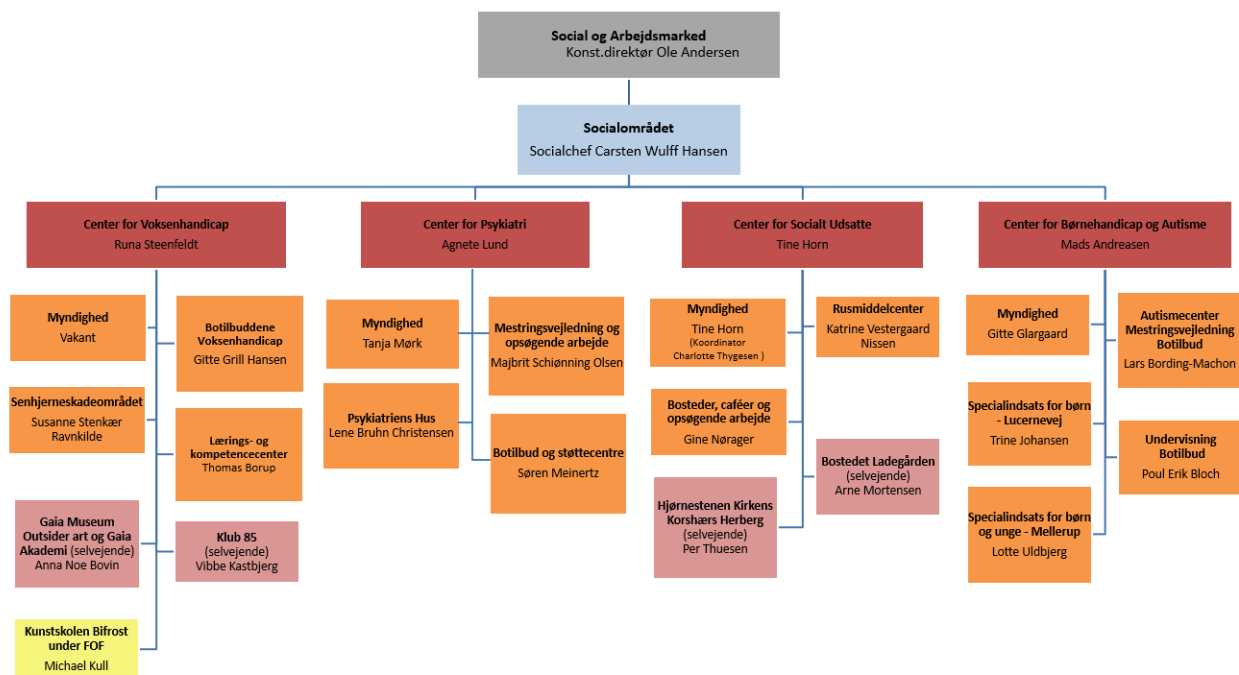 Social og Arbejdsmarked
Konst.direktør Ole Andersen
Socialområdet
Socialchef Carsten Wulff Hansen
Center for Voksenhandicap
Runa Steenfeldt
Myndighed
Vakant
Botilbuddene
Voksenhandicap
Gitte Grill Hansen
Senhjerneskadeområdet
Susanne Stenkær
Ravnkilde
Lærings- og
kompetencecenter
Thomas Borup
Gaia Museum
Outsider art og Gaia
Akademi (selvejende)
Anna Noe Bovin
Klub 85
(selvejende)
Vibbe Kastbjerg
Kunstskolen Bifrost
under FOF
Michael Kull
Center for Psykiatri
Agnete Lund
Myndighed
Tanja Mørk
Mestringsvejledning og
opsøgende arbejde
Majbrit Schiønning Olsen
Psykiatriens Hus
Lene Bruhn Christensen
Botilbud og støttecentre
Søren Meinertz
Center for Socialt Udsatte
Tine Horn
Myndighed
Tine Horn
(Koordinator
Charlotte Thygesen )
Rusmiddelcenter
Katrine Vestergaard
Nissen
Bosteder, caféer og
opsøgende arbejde
Gine Nørager
Bostedet Ladegården
(selvejende)
Arne Mortensen
Hjørnestenen Kirkens
Korshærs Herberg
(selvejende)
Per Thuesen
Center for Børnehandicap og Autisme
Mads Andreasen
Myndighed
Gitte Glargaard
Autismecenter
Mestringsvejledning
Botilbud
Lars Bording-Machon
Specialindsats for børn
- Lucernevej
Trine Johansen
Undervisning
Botilbud
Poul Erik Bloch
Specialindsats for børn
og unge - Mellerup
Lotte Uldbjerg